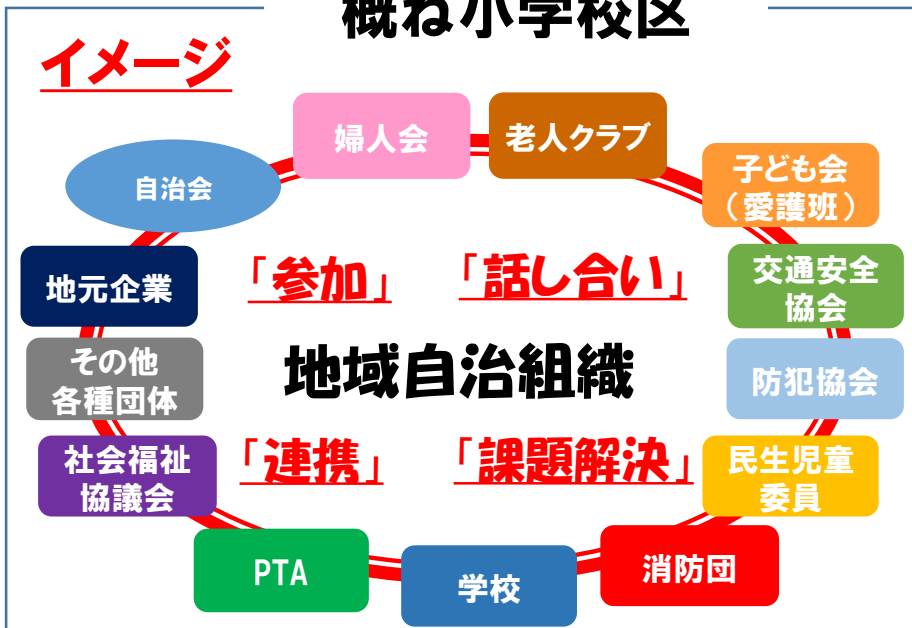 概ね小学校区
イメージ
婦人会
老人クラブ
自治会
子ども会
（愛護班）
地元企業
「参加」
「話し合い」
交通安全
協会
その他
各種団体
地域自治組織
防犯協会
社会福祉
協議会
「連携」
「課題解決」
民生児童
委員
PTA
学校
消防団